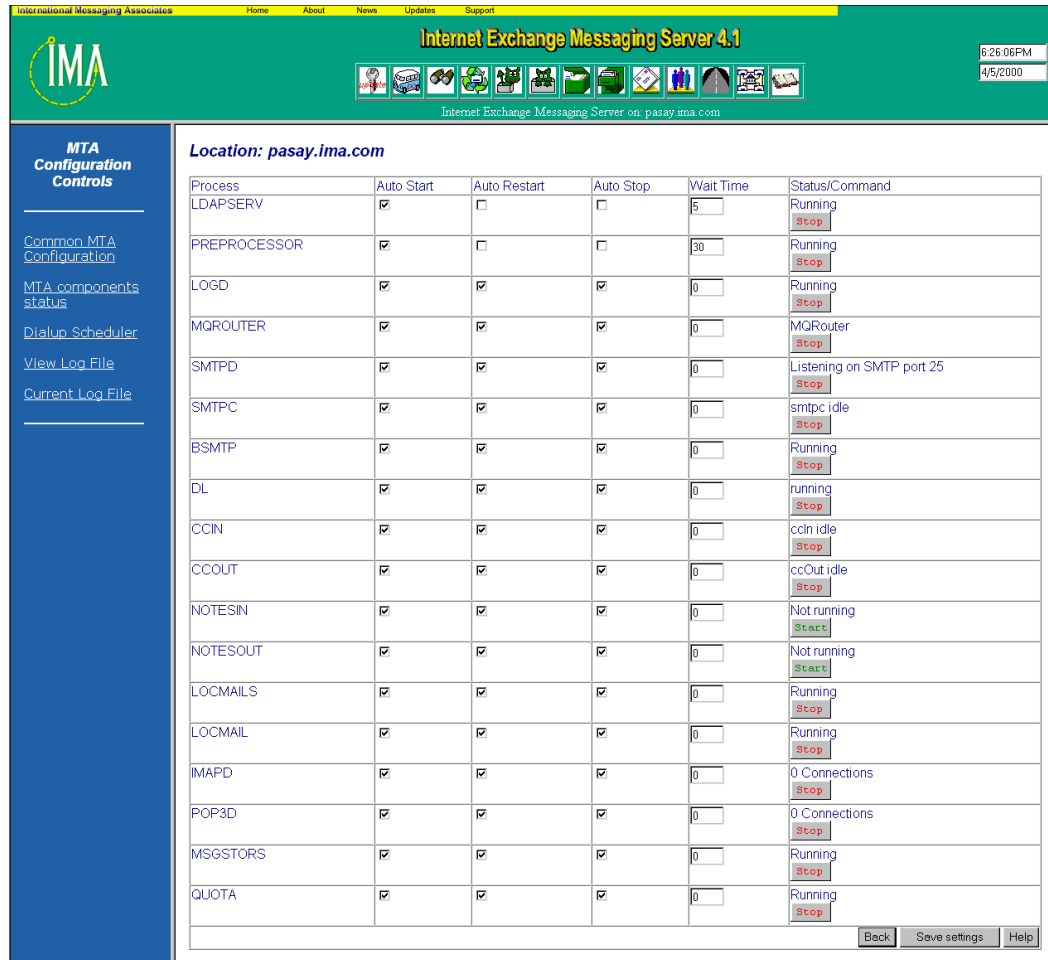 International Messaging Associates Home About News Updates Support
IMA
Internet Exchange Messaging Server 4.1
6:26:06PM
4/5/2000
update
Internet Exchange Messaging Server on: pasay.ima.com
MTA
Configuration
Controls
Common MTA
Configuration
MTA components
status
Dialup Scheduler
View Log File
Current Log File
Location: pasay.ima.com
Process Auto Start Auto Restart Auto Stop Wait Time Status/Command
LDAPSERV 5 Running
Stop
PREPROCESSOR 30 Running
Stop
LOGD 0 Running
Stop
MQROUTER 0 MQRouter
Stop
SMTPD 0 Listening on SMTP port 25
Stop
SMTPC 0 smtpc idle
Stop
BSMTP 0 Running
Stop
DL 0 running
Stop
CCIN 0 ccIn idle
Stop
CCOUT 0 ccOut idle
Stop
NOTESIN 0 Not running
Start
NOTESOUT 0 Not running
Start
LOCMAILS 0 Running
Stop
LOCMAIL 0 Running
Stop
IMAPD 0 0 Connections
Stop
POP3D 0 0 Connections
Stop
MSGSTORS 0 Running
Stop
QUOTA 0 Running
Stop
Back Save settings Help